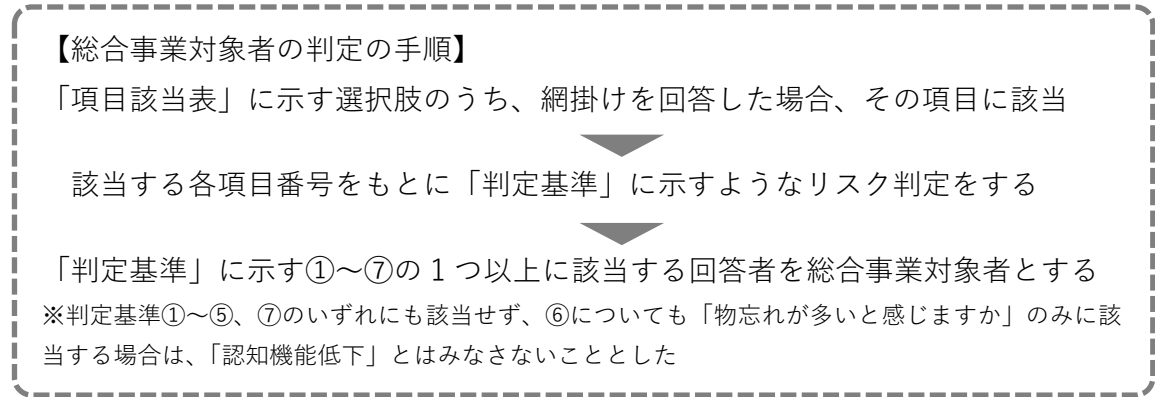 【総合事業対象者の判定の手順】
「項目該当表」に示す選択肢のうち、網掛けを回答した場合、その項目に該当
該当する各項目番号をもとに「判定基準」に示すようなリスク判定をする
「判定基準」に示す①～⑦の1つ以上に該当する回答者を総合事業対象者とする
※判定基準①～⑤、⑦のいずれにも該当せず、⑥についても「物忘れが多いと感じますか」のみに該
当する場合は、「認知機能低下」とはみなさないこととした